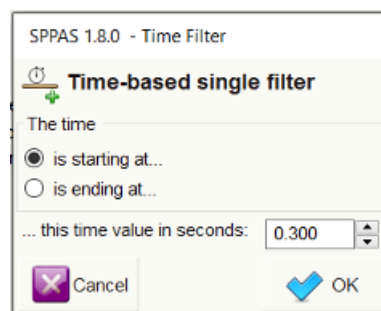 SPPAS 1.8.0 - Time Filter
Time-based single filter
The time
is starting at...
is ending at...
... this time value in seconds: 0.300
Cancel OK